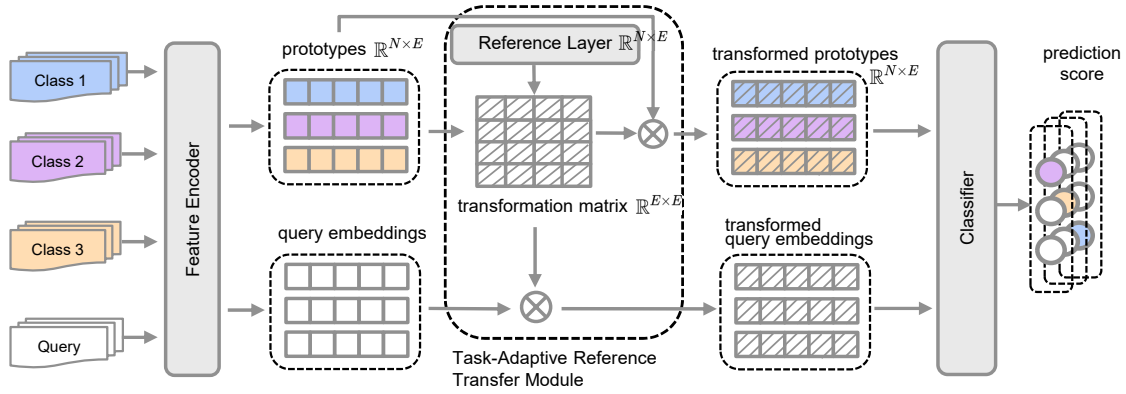 Class 1
Class 2
Class 3
Query
Feature Encoder
prototypes ℝ^{N×E}
query embeddings
Reference Layer ℝ^{N×E}
transformation matrix ℝ^{E×E}
Task-Adaptive Reference
Transfer Module
transformed prototypes
ℝ^{N×E}
transformed
query embeddings
Classifier
prediction
score